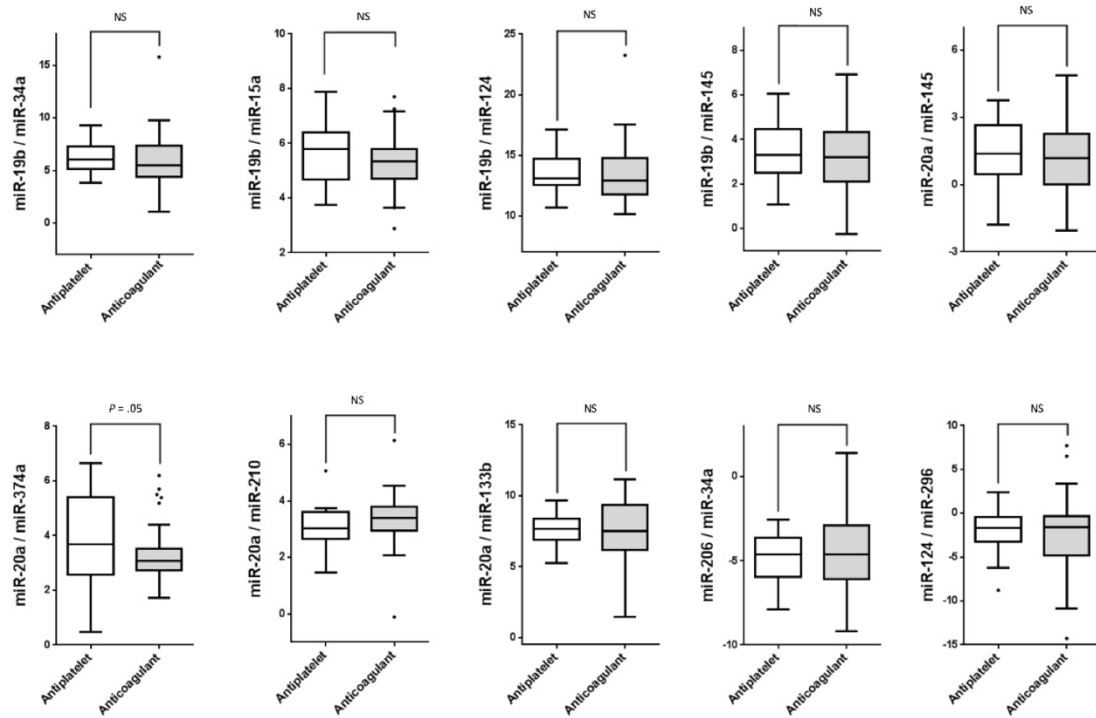 NS
miR-19b / miR-34a
15
10
5
0
Antiplatelet
Anticoagulant
NS
miR-19b / miR-15a
10
8
6
4
2
Antiplatelet
Anticoagulant
NS
miR-19b / miR-124
25
20
15
10
Antiplatelet
Anticoagulant
NS
miR-19b / miR-145
8
6
4
2
0
Antiplatelet
Anticoagulant
NS
miR-20a / miR-145
6
3
0
-3
Antiplatelet
Anticoagulant
P = .05
miR-20a / miR-374a
8
6
4
2
0
Antiplatelet
Anticoagulant
NS
miR-20a / miR-210
6
4
2
0
Antiplatelet
Anticoagulant
NS
miR-20a / miR-133b
15
10
5
0
Antiplatelet
Anticoagulant
NS
miR-206 / miR-34a
0
-5
-10
Antiplatelet
Anticoagulant
NS
miR-124 / miR-296
10
5
0
-5
-10
-15
Antiplatelet
Anticoagulant